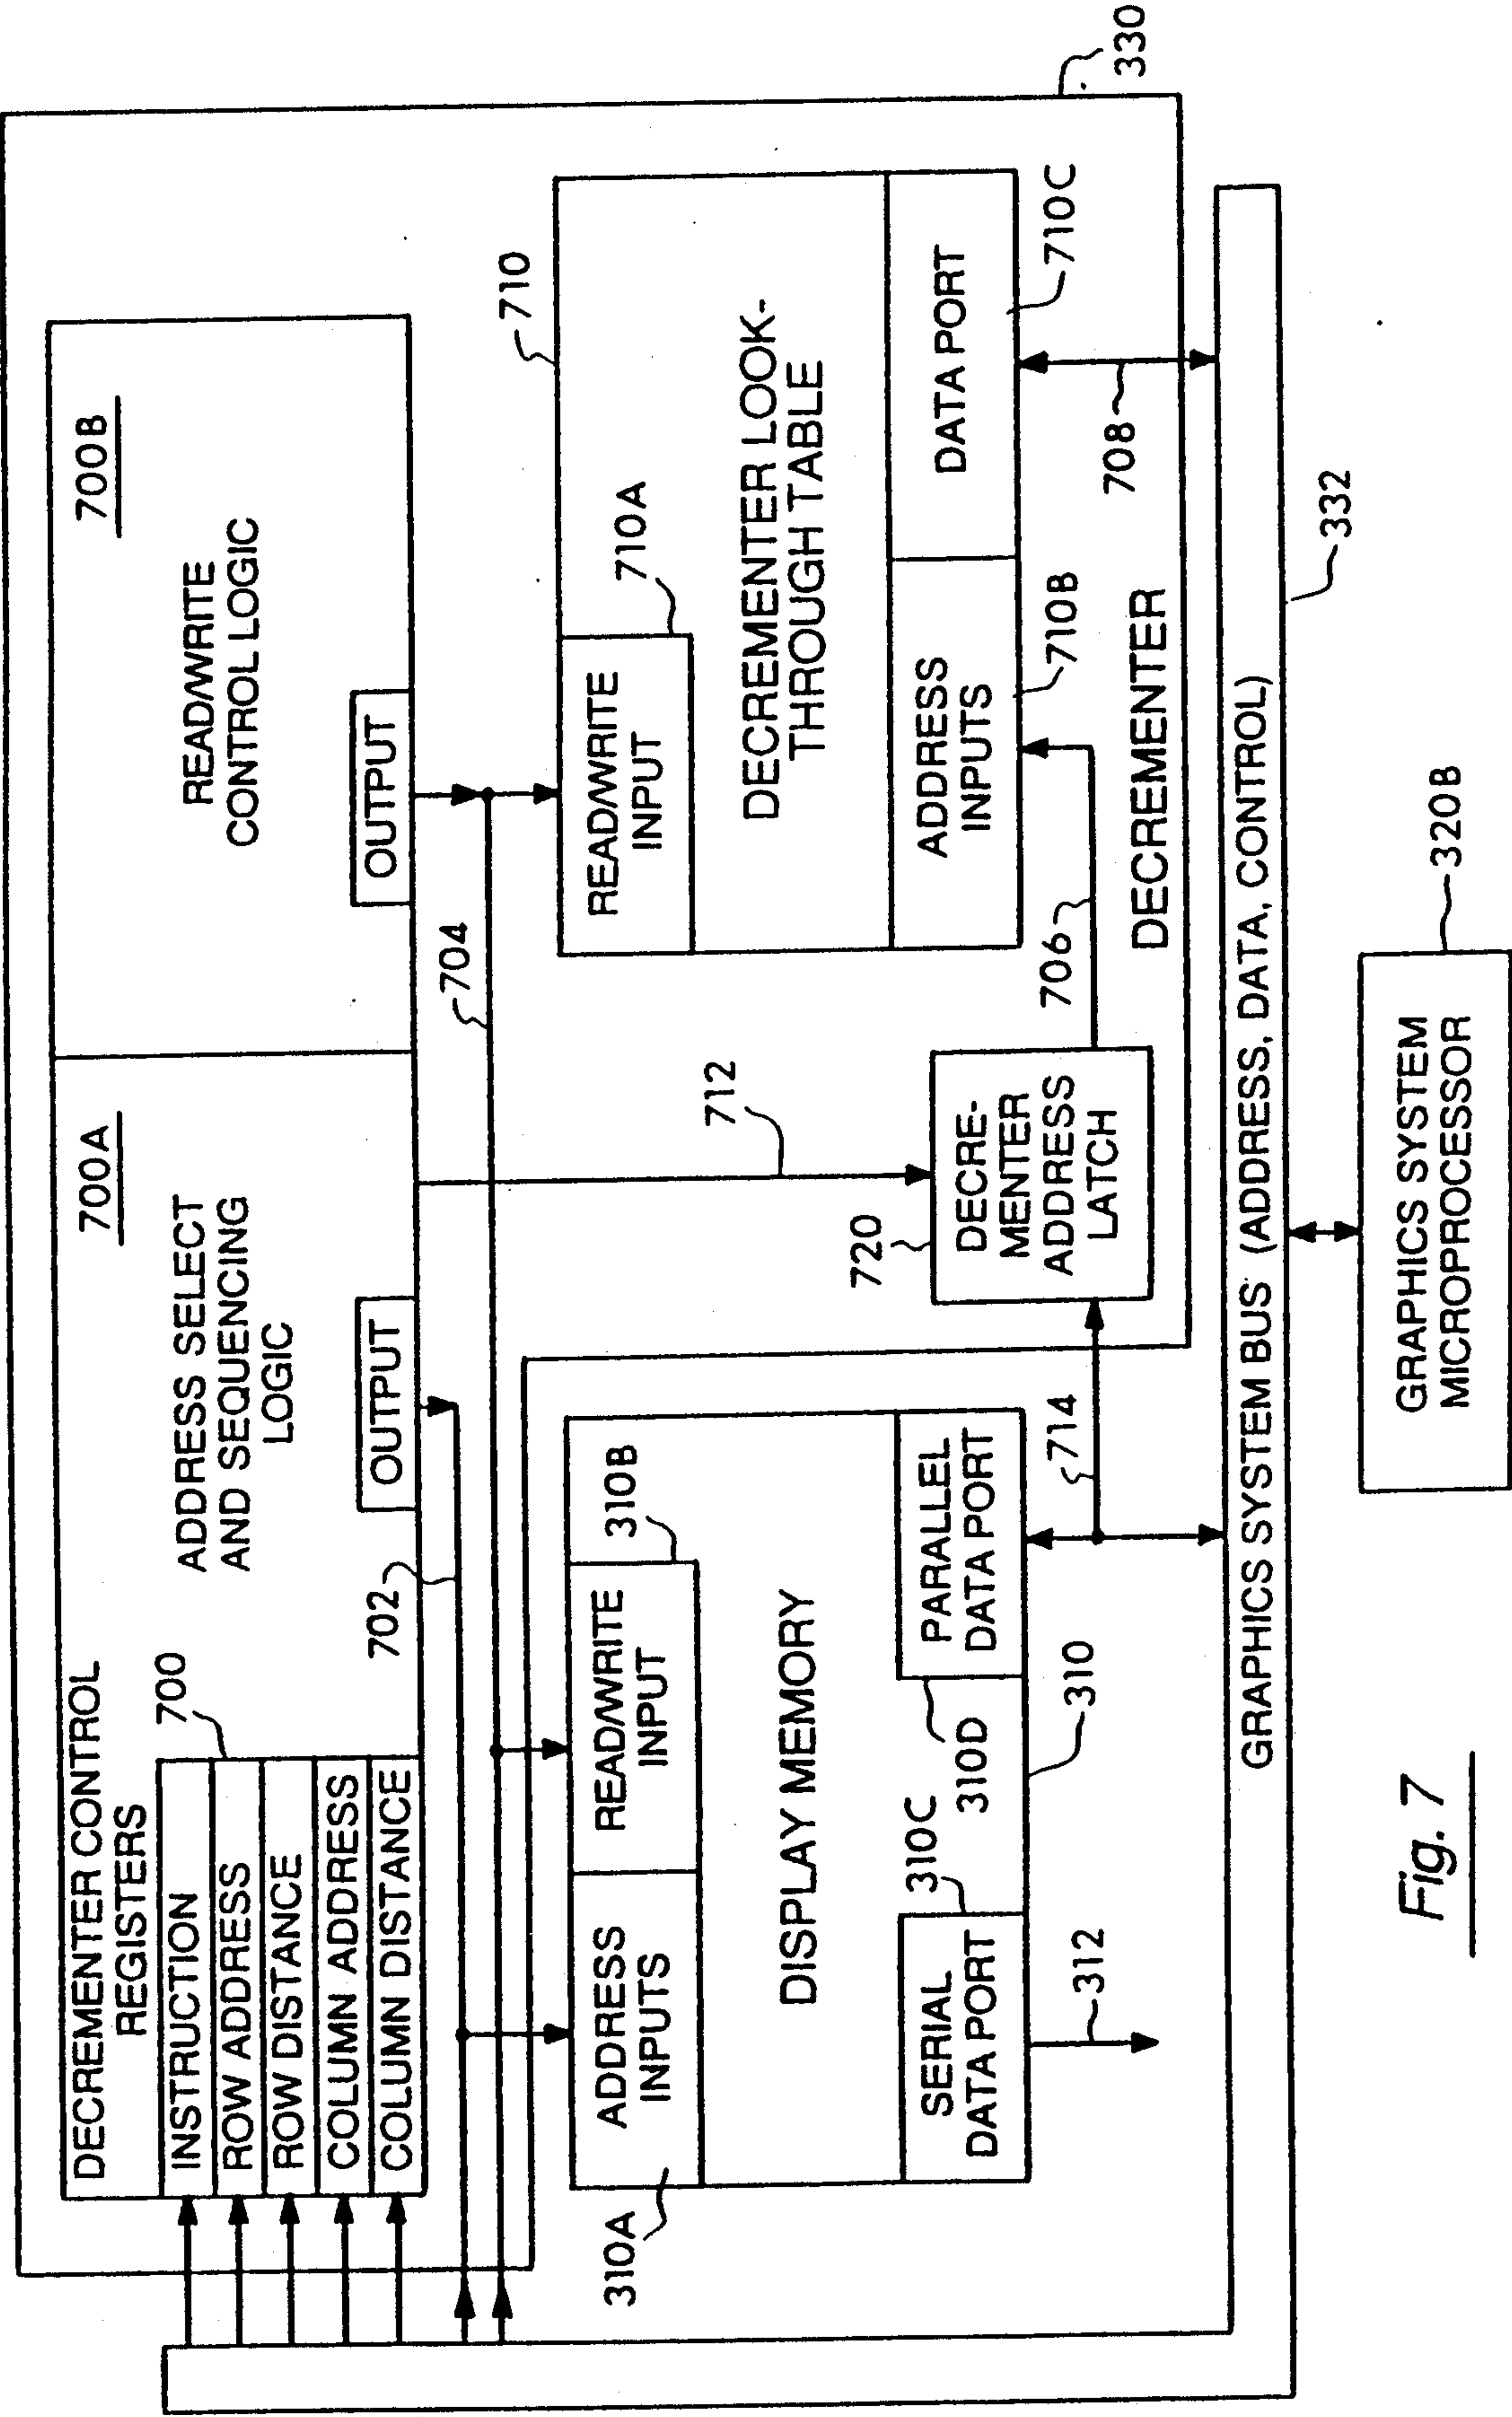 DECREMENTER CONTROL
REGISTERS
700
INSTRUCTION
ROW ADDRESS
ROW DISTANCE
COLUMN ADDRESS
COLUMN DISTANCE
700A
ADDRESS SELECT
AND SEQUENCING
LOGIC
OUTPUT
700B
READ/WRITE
CONTROL LOGIC
OUTPUT
702
704
712
710
310A
ADDRESS
INPUTS
READ/WRITE
INPUT
310B
DISPLAY MEMORY
SERIAL
DATA PORT
310C
310D
PARALLEL
DATA PORT
310
312
714
720
DECRE-
MENTER
ADDRESS
LATCH
706
READ/WRITE
INPUT
710A
DECREMENTER LOOK-
THROUGH TABLE
ADDRESS
INPUTS
710B
DATA PORT
710C
708
DECREMENTER
330
GRAPHICS SYSTEM BUS (ADDRESS, DATA, CONTROL)
332
GRAPHICS SYSTEM
MICROPROCESSOR
320B
Fig. 7